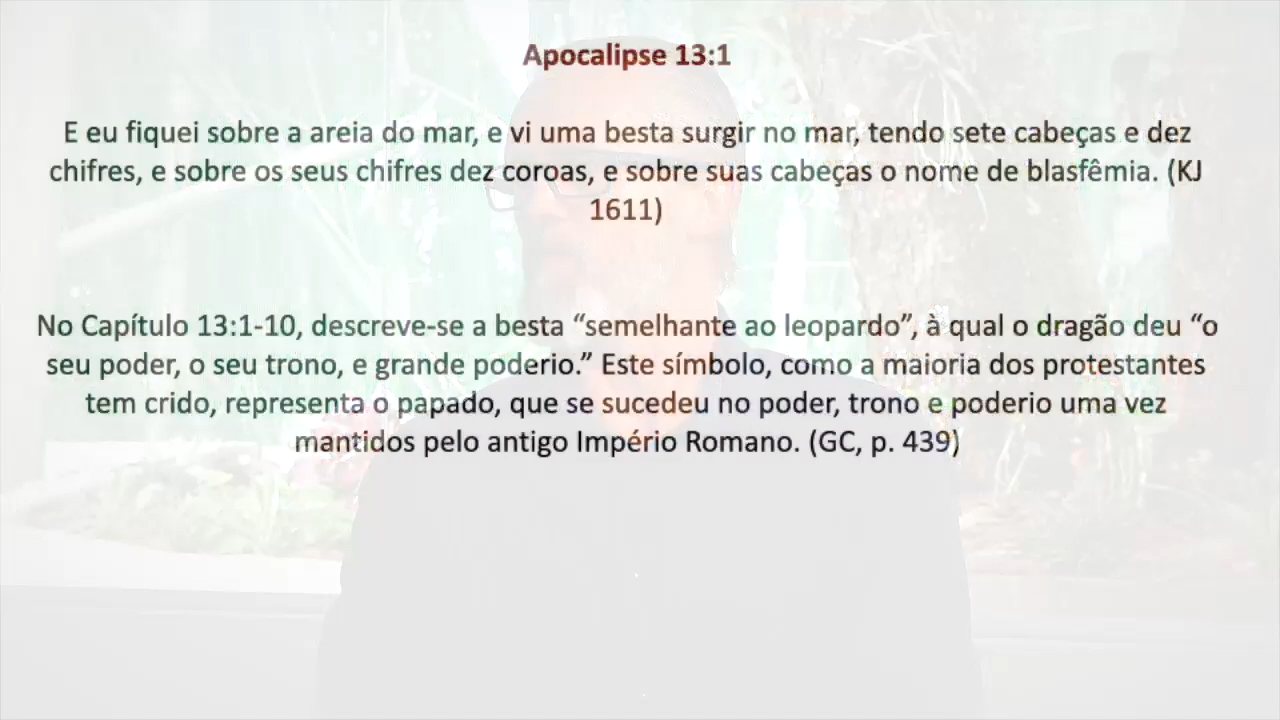 Apocalipse 13:1
E eu fiquei sobre a areia do mar, e vi uma besta surgir no mar, tendo sete cabeças e dez
chifres, e sobre os seus chifres dez coroas, e sobre suas cabeças o nome de blasfêmia. (KJ
1611)
No Capítulo 13:1-10, descreve-se a besta “semelhante ao leopardo”, à qual o dragão deu “o
seu poder, o seu trono, e grande poderio.” Este símbolo, como a maioria dos protestantes
tem crido, representa o papado, que se sucedeu no poder, trono e poderio uma vez
mantidos pelo antigo Império Romano. (GC, p. 439)